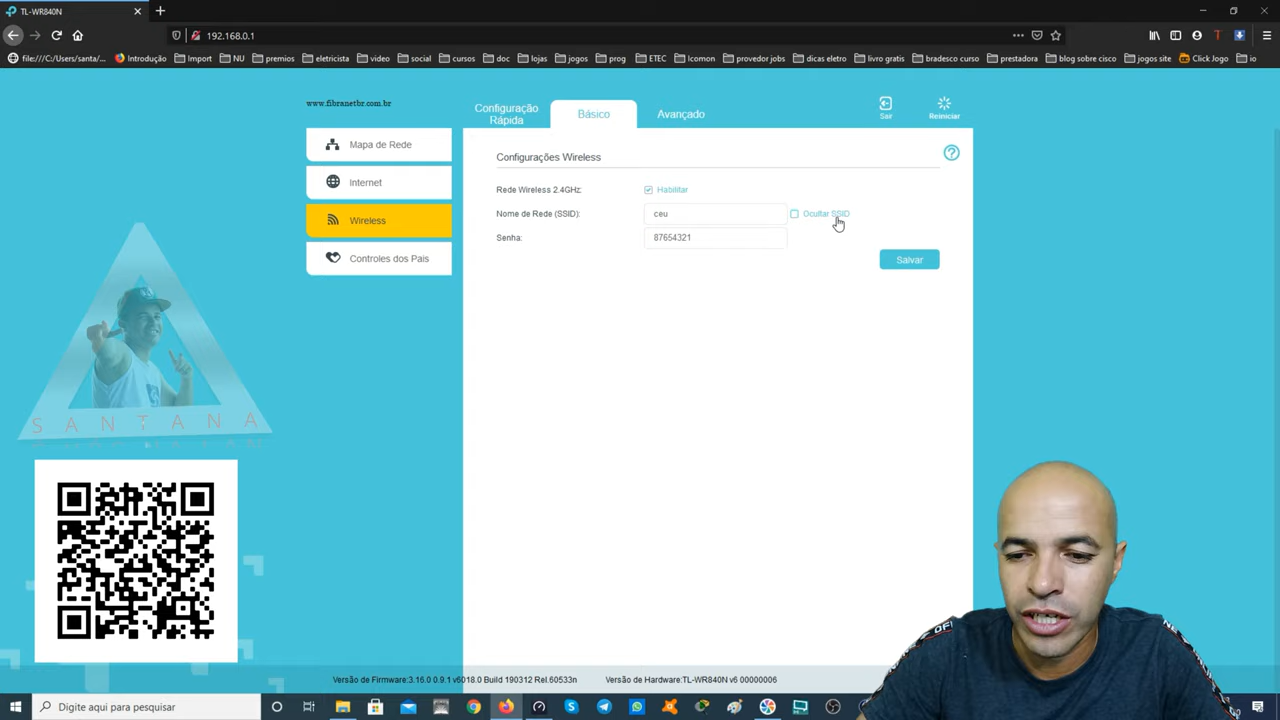 TL-WR840N
192.168.0.1
file:///C:/Users/santa/... Introdução Import NU premios eletricista video social cursos doc lojas jogos prog ETEC Icomon provedor jobs dicas eletro livro gratis bradesco curso prestadora blog sobre cisco jogos site Click Jogo io
www.fibranetbr.com.br
Configuração Rápida
Básico
Avançado
Sair
Reiniciar
Mapa de Rede
Internet
Wireless
Controles dos Pais
Configurações Wireless
Rede Wireless 2.4GHz:
Habilitar
Nome de Rede (SSID):
ceu
Ocultar SSID
Senha:
87654321
Salvar
SANTANA
Versão de Firmware:3.16.0 0.9.1 v6018.0 Build 190312 Rel.60533n
Versão de Hardware:TL-WR840N v6 00000006
Digite aqui para pesquisar